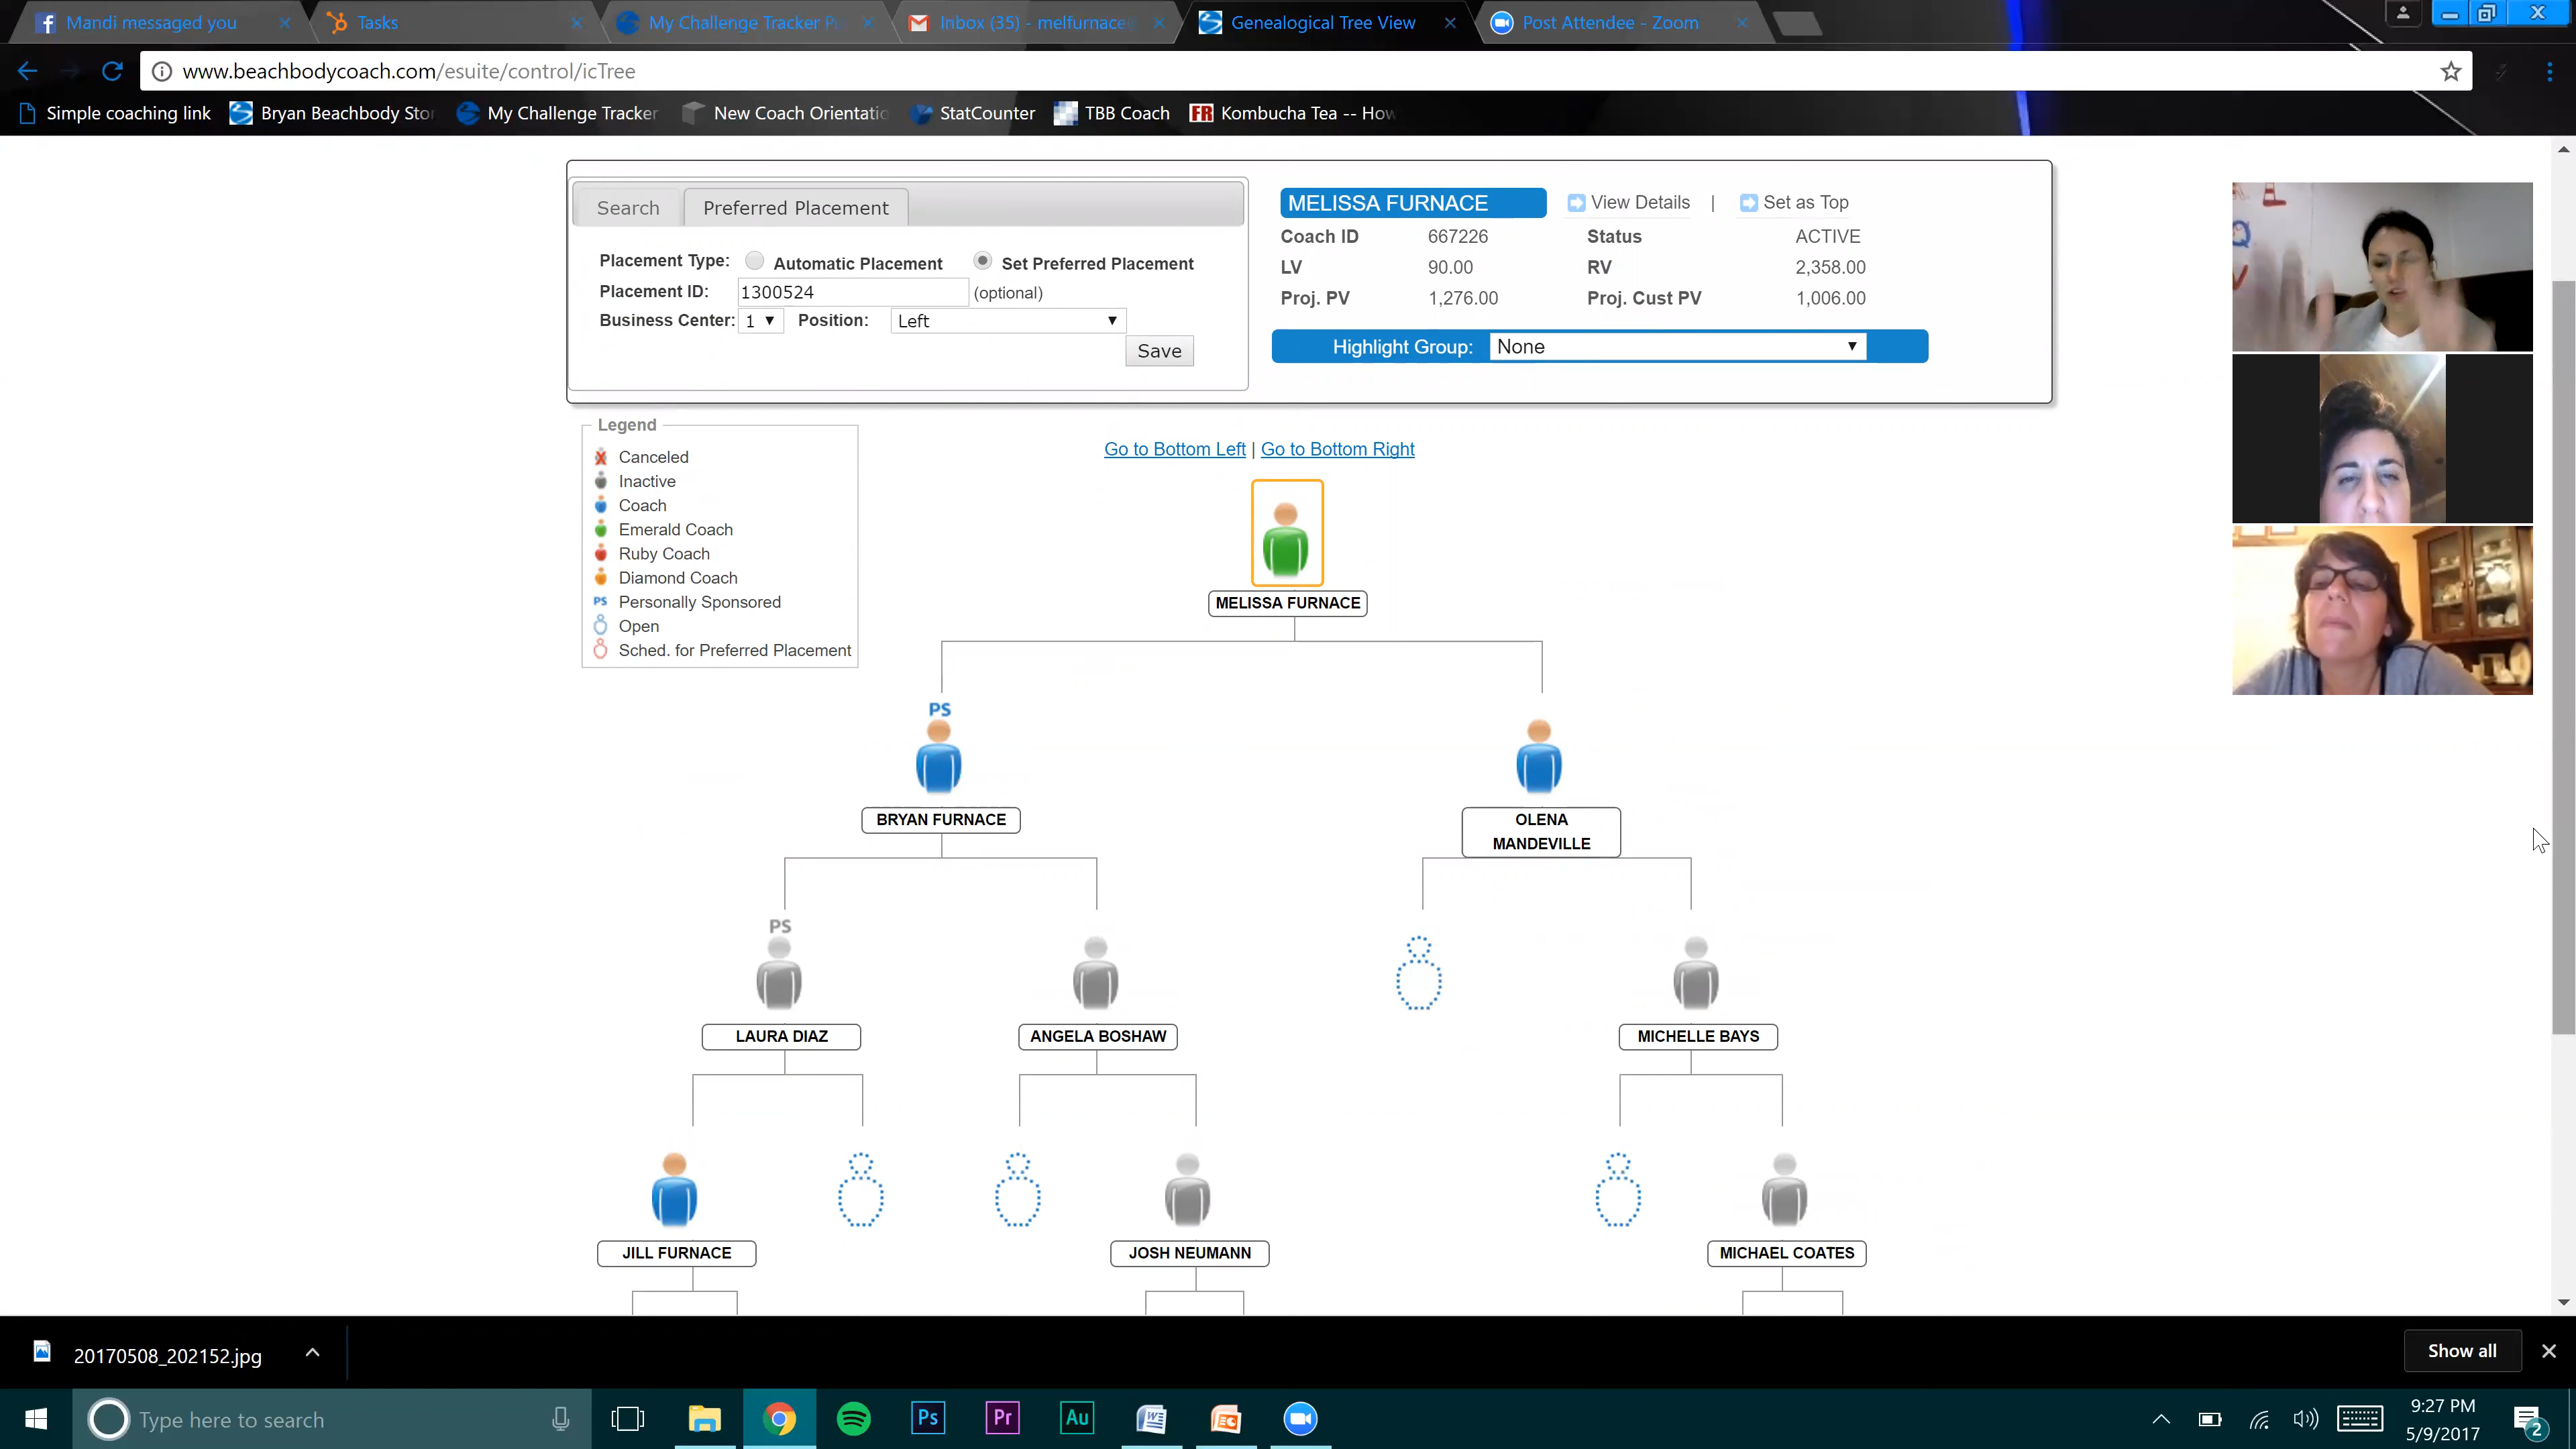 Mandi messaged you
Tasks
My Challenge Tracker Pu
Inbox (35) - melfurnace@
Genealogical Tree View
Post Attendee - Zoom
www.beachbodycoach.com/esuite/control/icTree
Simple coaching link
Bryan Beachbody Stor
My Challenge Tracker
New Coach Orientatio
StatCounter
TBB Coach
FR Kombucha Tea -- How
Search
Preferred Placement
Placement Type: Automatic Placement Set Preferred Placement
Placement ID: 1300524 (optional)
Business Center: 1 Position: Left
Save
MELISSA FURNACE View Details | Set as Top
Coach ID 667226 Status ACTIVE
LV 90.00 RV 2,358.00
Proj. PV 1,276.00 Proj. Cust PV 1,006.00
Highlight Group: None
Legend
Canceled
Inactive
Coach
Emerald Coach
Ruby Coach
Diamond Coach
PS Personally Sponsored
Open
Sched. for Preferred Placement
Go to Bottom Left | Go to Bottom Right
MELISSA FURNACE
PS
BRYAN FURNACE
OLENA
MANDEVILLE
PS
LAURA DIAZ
ANGELA BOSHAW
MICHELLE BAYS
JILL FURNACE
JOSH NEUMANN
MICHAEL COATES
20170508_202152.jpg
Show all
Type here to search
Ps
Pr
Au
9:27 PM
5/9/2017
2